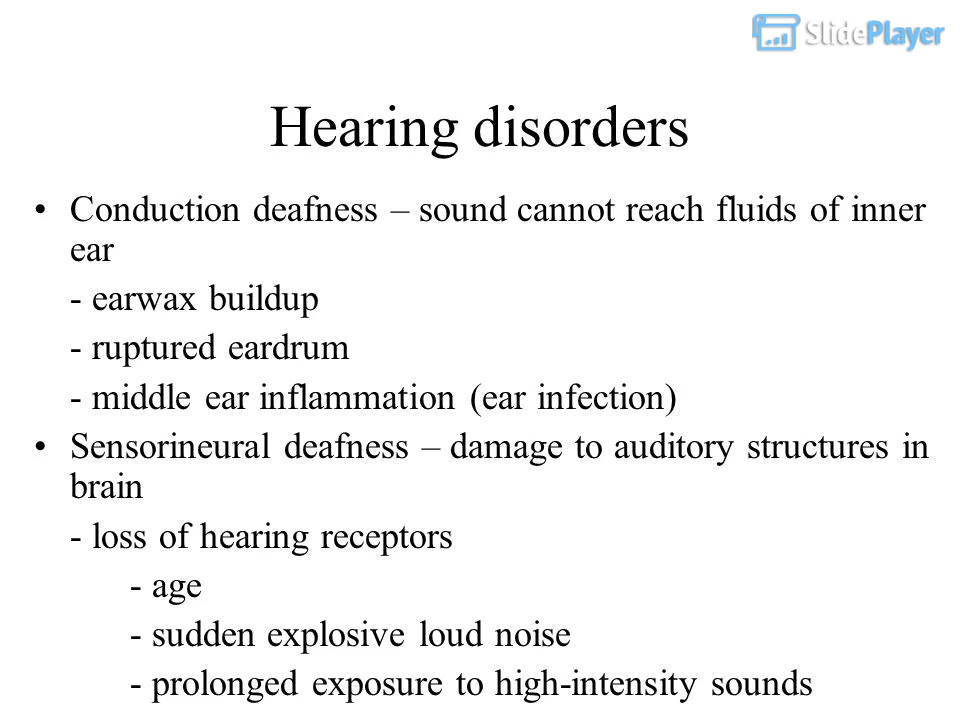 SlidePlayer
Hearing disorders
• Conduction deafness – sound cannot reach fluids of inner
ear
- earwax buildup
- ruptured eardrum
- middle ear inflammation (ear infection)
• Sensorineural deafness – damage to auditory structures in
brain
- loss of hearing receptors
- age
- sudden explosive loud noise
- prolonged exposure to high-intensity sounds